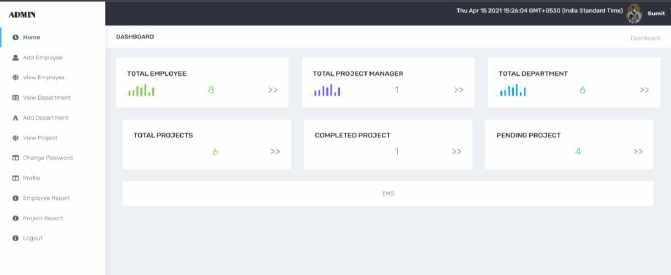 ADMIN
Thu Apr 15 2021 15:26:04 GMT+0530 (India Standard Time)
Sumit
Home
DASHBOARD
Dashboard
Add Employee
View Employee
View Department
Add Department
View Project
Change Password
Profile
Employee Report
Project Report
Logout
TOTAL EMPLOYEE
8 >>
TOTAL PROJECT MANAGER
1 >>
TOTAL DEPARTMENT
6 >>
TOTAL PROJECTS
6 >>
COMPLETED PROJECT
1 >>
PENDING PROJECT
4 >>
EMS